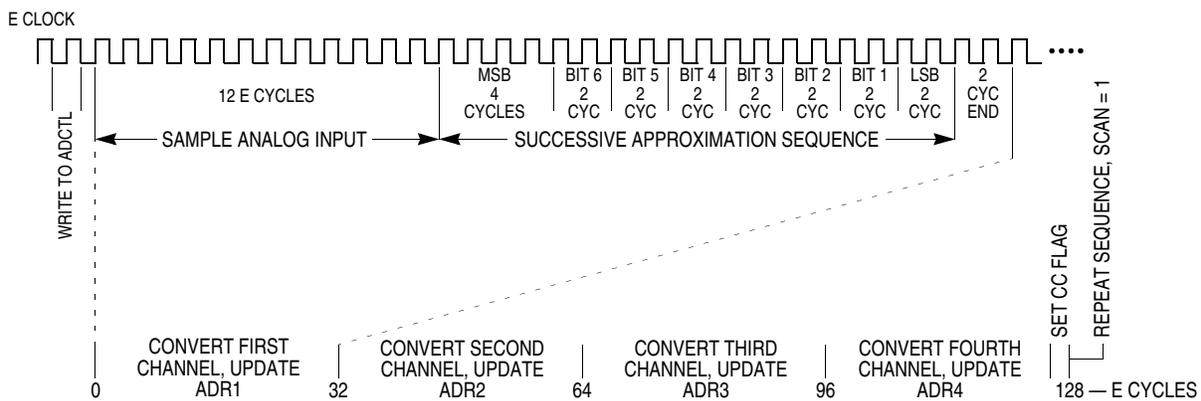 E CLOCK
12 E CYCLES
MSB
4
CYCLES
BIT 6
2
CYC
BIT 5
2
CYC
BIT 4
2
CYC
BIT 3
2
CYC
BIT 2
2
CYC
BIT 1
2
CYC
LSB
2
CYC
2
CYC
END
WRITE TO ADCTL
SAMPLE ANALOG INPUT
SUCCESSIVE APPROXIMATION SEQUENCE
SET CC FLAG
REPEAT SEQUENCE, SCAN = 1
CONVERT FIRST
CHANNEL, UPDATE
ADR1
CONVERT SECOND
CHANNEL, UPDATE
ADR2
CONVERT THIRD
CHANNEL, UPDATE
ADR3
CONVERT FOURTH
CHANNEL, UPDATE
ADR4
0
32
64
96
128 — E CYCLES